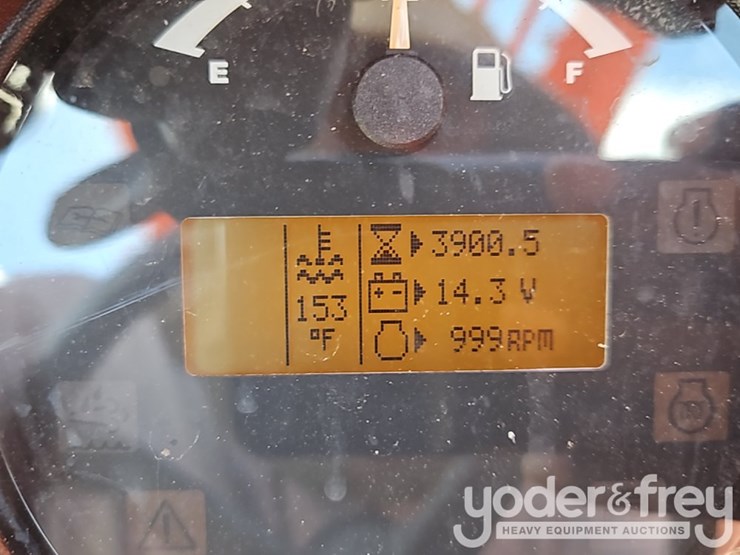 E F
3900.5
14.3 V
153
°F
999 RPM
yoder&frey
HEAVY EQUIPMENT AUCTIONS